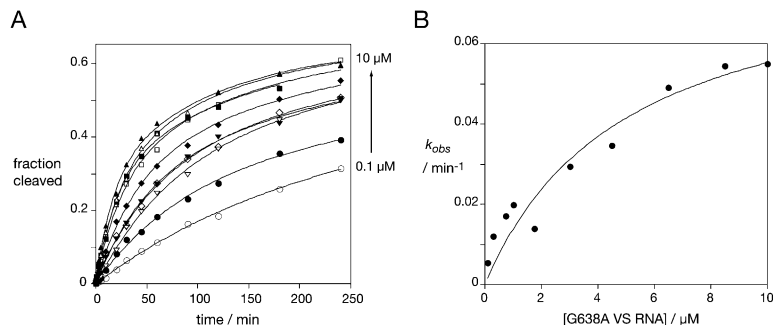 A
B
fraction
cleaved
0.6
0.4
0.2
0
0
50
100
150
200
250
time / min
10 µM
0.1 µM
k_obs
/ min-1
0.06
0.04
0.02
0
0
2
4
6
8
10
[G638A VS RNA] / µM